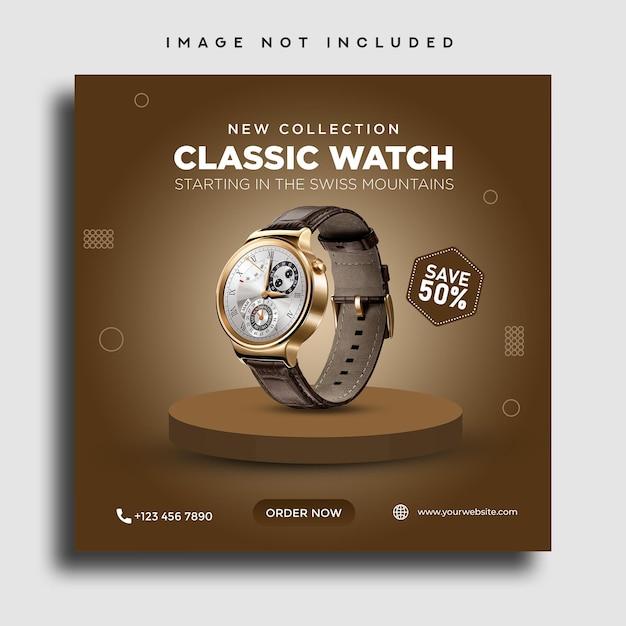 IMAGE NOT INCLUDED
NEW COLLECTION
CLASSIC WATCH
STARTING IN THE SWISS MOUNTAINS
SAVE
50%
+123 456 7890
ORDER NOW
www.yourwebsite.com